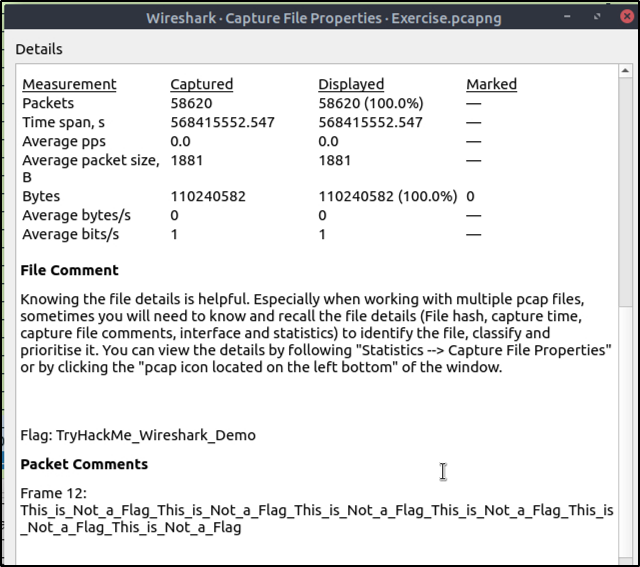 Wireshark · Capture File Properties · Exercise.pcapng
Details
Measurement Captured Displayed Marked
Packets 58620 58620 (100.0%) —
Time span, s 568415552.547 568415552.547 —
Average pps 0.0 0.0 —
Average packet size, 1881 1881 —
B
Bytes 110240582 110240582 (100.0%) 0
Average bytes/s 0 0 —
Average bits/s 1 1 —
File Comment
Knowing the file details is helpful. Especially when working with multiple pcap files,
sometimes you will need to know and recall the file details (File hash, capture time,
capture file comments, interface and statistics) to identify the file, classify and
prioritise it. You can view the details by following "Statistics --> Capture File Properties"
or by clicking the "pcap icon located on the left bottom" of the window.
Flag: TryHackMe_Wireshark_Demo
Packet Comments
Frame 12:
This_is_Not_a_Flag_This_is_Not_a_Flag_This_is_Not_a_Flag_This_is_Not_a_Flag_This_is
_Not_a_Flag_This_is_Not_a_Flag